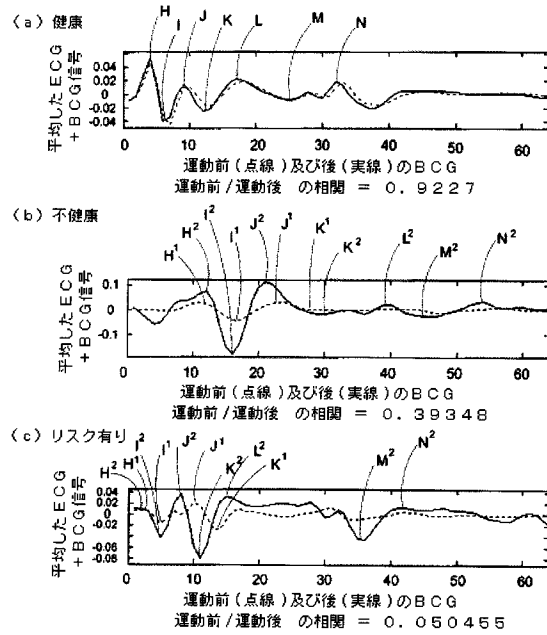 (a) 健康
H I J K L M N
平均したECG
+BCG信号
0.04
0.02
0
-0.02
-0.04
0 10 20 30 40 50 60
運動前(点線)及び後(実線)のBCG
運動前/運動後 の相関 = 0.9227
(b) 不健康
H¹ H² I² I¹ J² J¹ K¹ K² L² M² N²
平均したECG
+BCG信号
0.1
0
-0.1
0 10 20 30 40 50 60
運動前(点線)及び後(実線)のBCG
運動前/運動後 の相関 = 0.39348
(c) リスク有り
H² H¹ I² I¹ J² J¹ K² L² K¹ M² N²
平均したECG
+BCG信号
0.04
0.02
0
-0.02
-0.06
-0.08
0 10 20 30 40 50 60
運動前(点線)及び後(実線)のBCG
運動前/運動後 の相関 = 0.050455